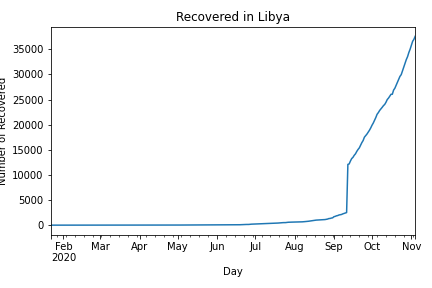 Recovered in Libya
Number of Recovered
35000
30000
25000
20000
15000
10000
5000
0
Feb Mar Apr May Jun Jul Aug Sep Oct Nov
2020
Day